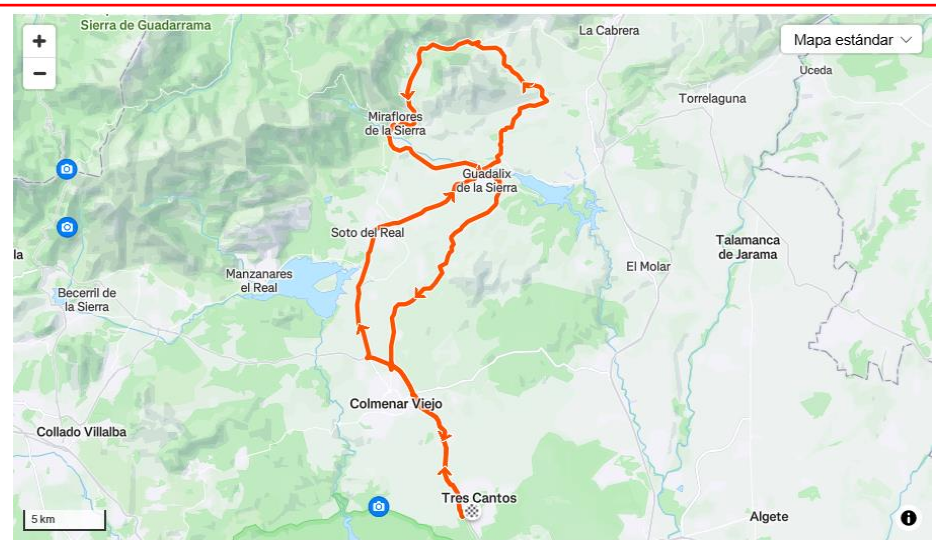 Sierra de Guadarrama
La Cabrera
+
−
Mapa estándar
Uceda
Torrelaguna
Miraflores
de la Sierra
Guadalix
de la Sierra
Soto del Real
Talamanca
de Jarama
la
El Molar
Manzanares
el Real
Becerril de
la Sierra
Colmenar Viejo
Collado Villalba
Tres Cantos
5 km
Algete
i